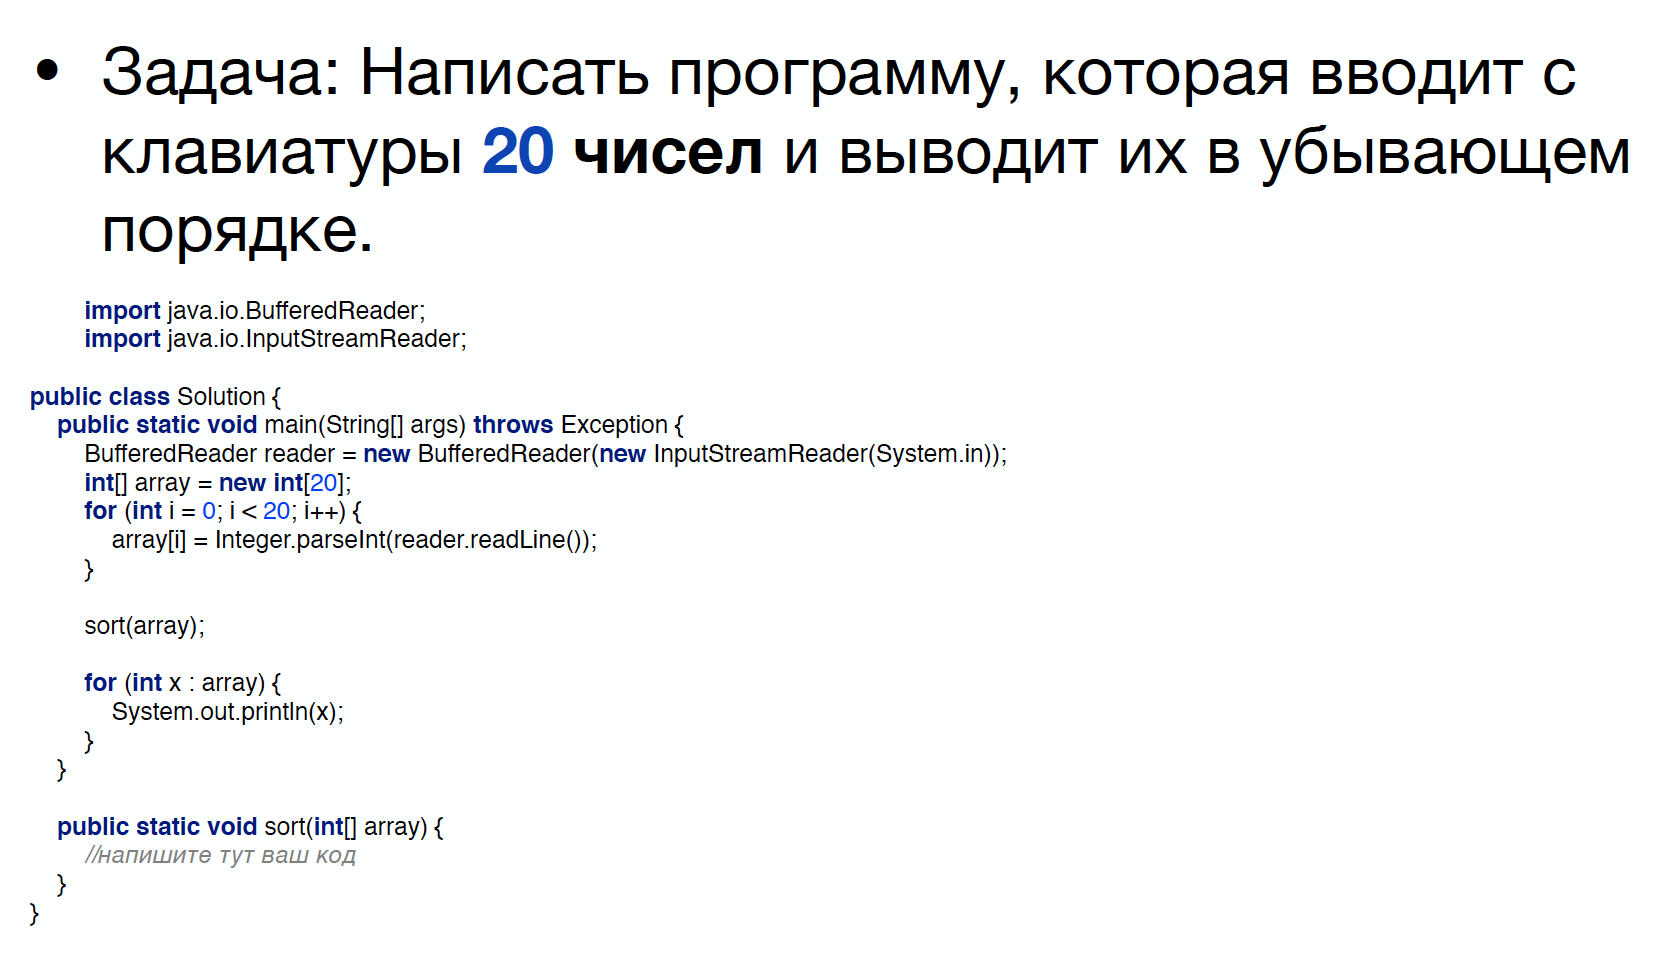 • Задача: Написать программу, которая вводит с
клавиатуры 20 чисел и выводит их в убывающем
порядке.
import java.io.BufferedReader;
import java.io.InputStreamReader;
public class Solution {
public static void main(String[] args) throws Exception {
BufferedReader reader = new BufferedReader(new InputStreamReader(System.in));
int[] array = new int[20];
for (int i = 0; i < 20; i++) {
array[i] = Integer.parseInt(reader.readLine());
}
sort(array);
for (int x : array) {
System.out.println(x);
}
}
public static void sort(int[] array) {
//напишите тут ваш код
}
}